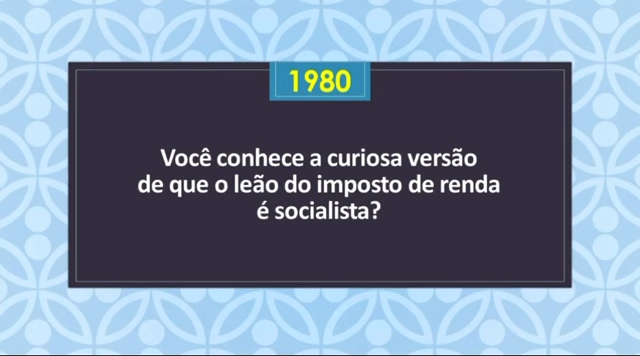 1980
Você conhece a curiosa versão
de que o leão do imposto de renda
é socialista?